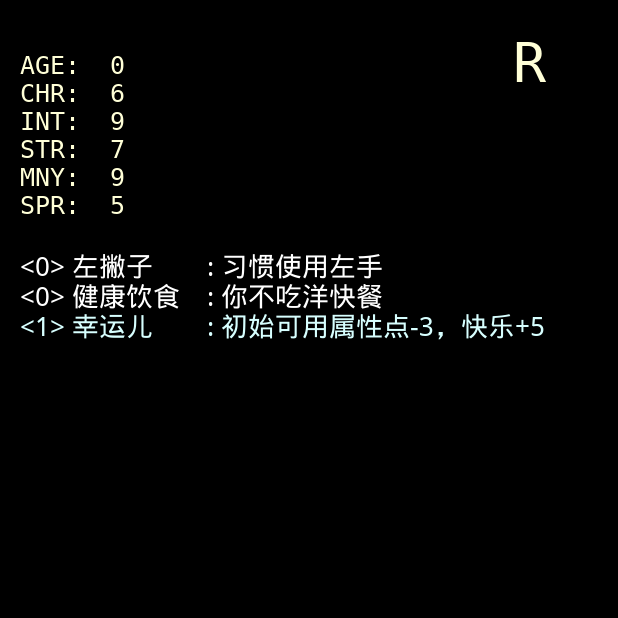 R
AGE: 0
CHR: 6
INT: 9
STR: 7
MNY: 9
SPR: 5
<0> 左撇子 : 习惯使用左手
<0> 健康饮食 : 你不吃洋快餐
<1> 幸运儿 : 初始可用属性点-3，快乐+5